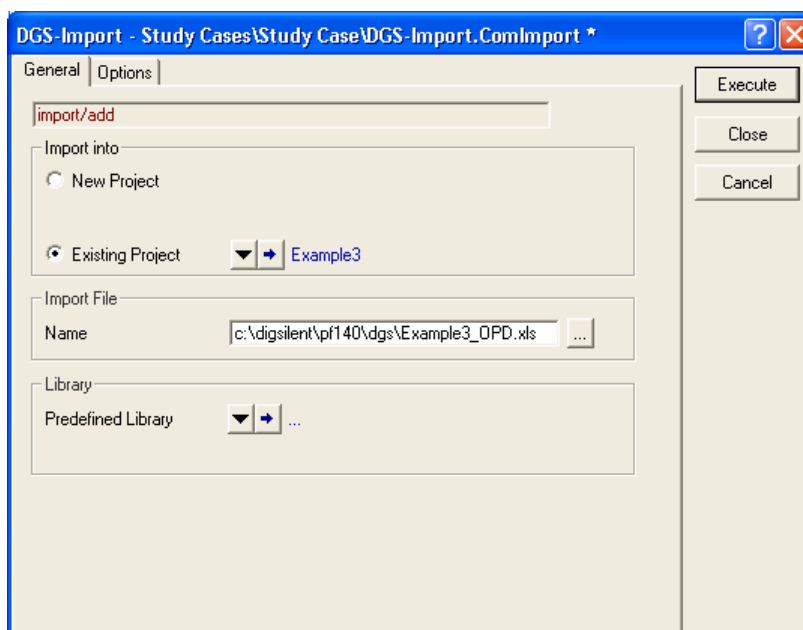 DGS-Import - Study Cases\Study Case\DGS-Import.ComImport *
General Options
Execute
import/add
Close
Import into
New Project
Cancel
Existing Project Example3
Import File
Name c:\digsilent\pf140\dgs\Example3_OPD.xls ...
Library
Predefined Library ...